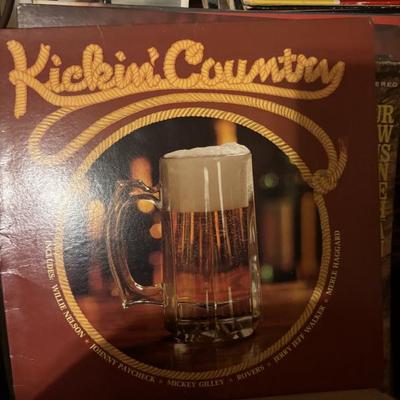 Kickin' Country
INCLUDES: WILLIE NELSON ★ JOHNNY PAYCHECK ★ MICKEY GILLEY ★ ROVERS ★ JERRY JEFF WALKER ★ MERLE HAGGARD